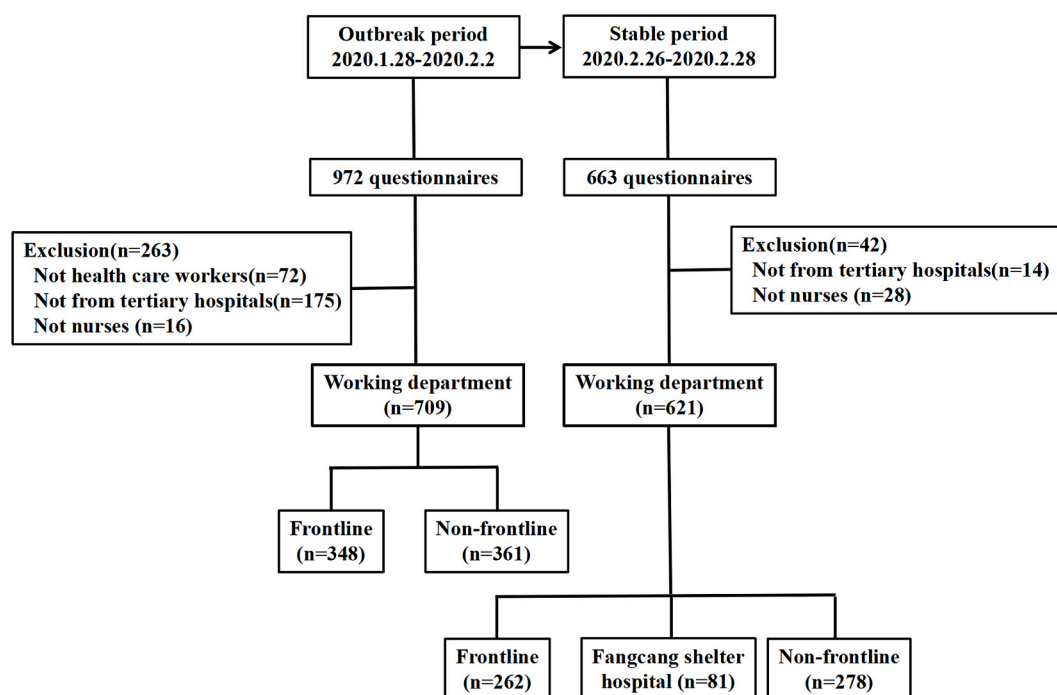 Outbreak period
2020.1.28-2020.2.2
Stable period
2020.2.26-2020.2.28
972 questionnaires
663 questionnaires
Exclusion(n=263)
Not health care workers(n=72)
Not from tertiary hospitals(n=175)
Not nurses (n=16)
Exclusion(n=42)
Not from tertiary hospitals(n=14)
Not nurses (n=28)
Working department
(n=709)
Working department
(n=621)
Frontline
(n=348)
Non-frontline
(n=361)
Frontline
(n=262)
Fangcang shelter
hospital (n=81)
Non-frontline
(n=278)